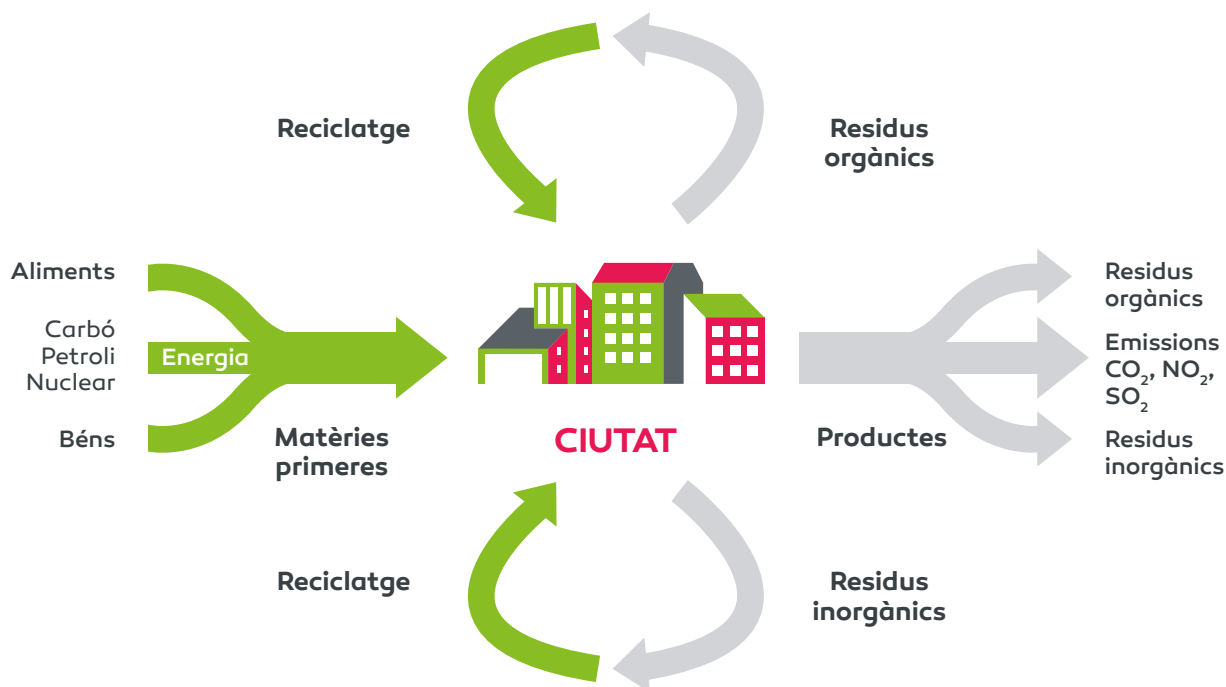 Reciclatge
Residus
orgànics
Aliments
Carbó
Petroli
Nuclear
Energia
Béns
Matèries
primeres
CIUTAT
Productes
Residus
orgànics
Emissions
CO₂, NO₂,
SO₂
Residus
inorgànics
Reciclatge
Residus
inorgànics